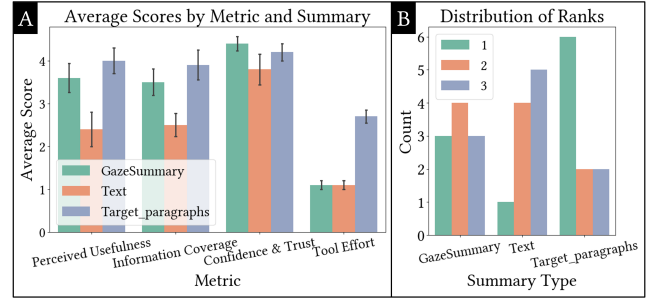 A
Average Scores by Metric and Summary
Average Score
4
3
2
1
0
GazeSummary
Text
Target_paragraphs
Perceived Usefulness
Information Coverage
Confidence & Trust
Tool Effort
Metric
B
Distribution of Ranks
Count
6
5
4
3
2
1
0
1
2
3
GazeSummary
Text
Target_paragraphs
Summary Type